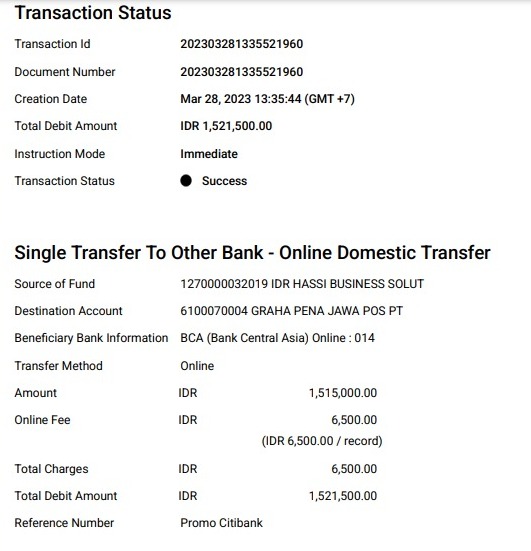 Transaction Status
Transaction Id 202303281335521960
Document Number 202303281335521960
Creation Date Mar 28, 2023 13:35:44 (GMT +7)
Total Debit Amount IDR 1,521,500.00
Instruction Mode Immediate
Transaction Status Success
Single Transfer To Other Bank - Online Domestic Transfer
Source of Fund 1270000032019 IDR HASSI BUSINESS SOLUT
Destination Account 6100070004 GRAHA PENA JAWA POS PT
Beneficiary Bank Information BCA (Bank Central Asia) Online : 014
Transfer Method Online
Amount IDR 1,515,000.00
Online Fee IDR 6,500.00
(IDR 6,500.00 / record)
Total Charges IDR 6,500.00
Total Debit Amount IDR 1,521,500.00
Reference Number Promo Citibank